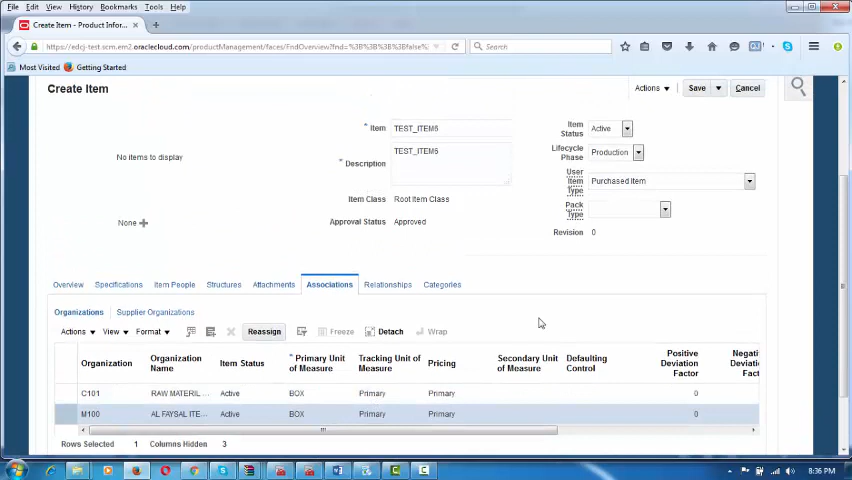 File Edit View History Bookmarks Tools Help
Create Item - Product Infor... × +
https://edcj-test.scm.em2.oraclecloud.com/productManagement/faces/FndOverview?fnd=%3B%3B%3B%3Bfalse% Search
Most Visited Getting Started
Create Item Actions Save Cancel
* Item TEST_ITEM6 Item Status Active
No items to display * Description TEST_ITEM6 Lifecycle Phase Production
User Item Type Purchased Item
Item Class Root Item Class Pack Type
None Approval Status Approved Revision 0
Overview Specifications Item People Structures Attachments Associations Relationships Categories
Organizations Supplier Organizations
Actions View Format Reassign Freeze Detach Wrap
Organization Organization Name Item Status * Primary Unit of Measure Tracking Unit of Measure Pricing Secondary Unit of Measure Defaulting Control Positive Deviation Factor Negati Deviatio Facto
C101 RAW MATERIL ... Active BOX Primary Primary 0
M100 AL FAYSAL ITE... Active BOX Primary Primary 0
Rows Selected 1 Columns Hidden 3
8:36 PM